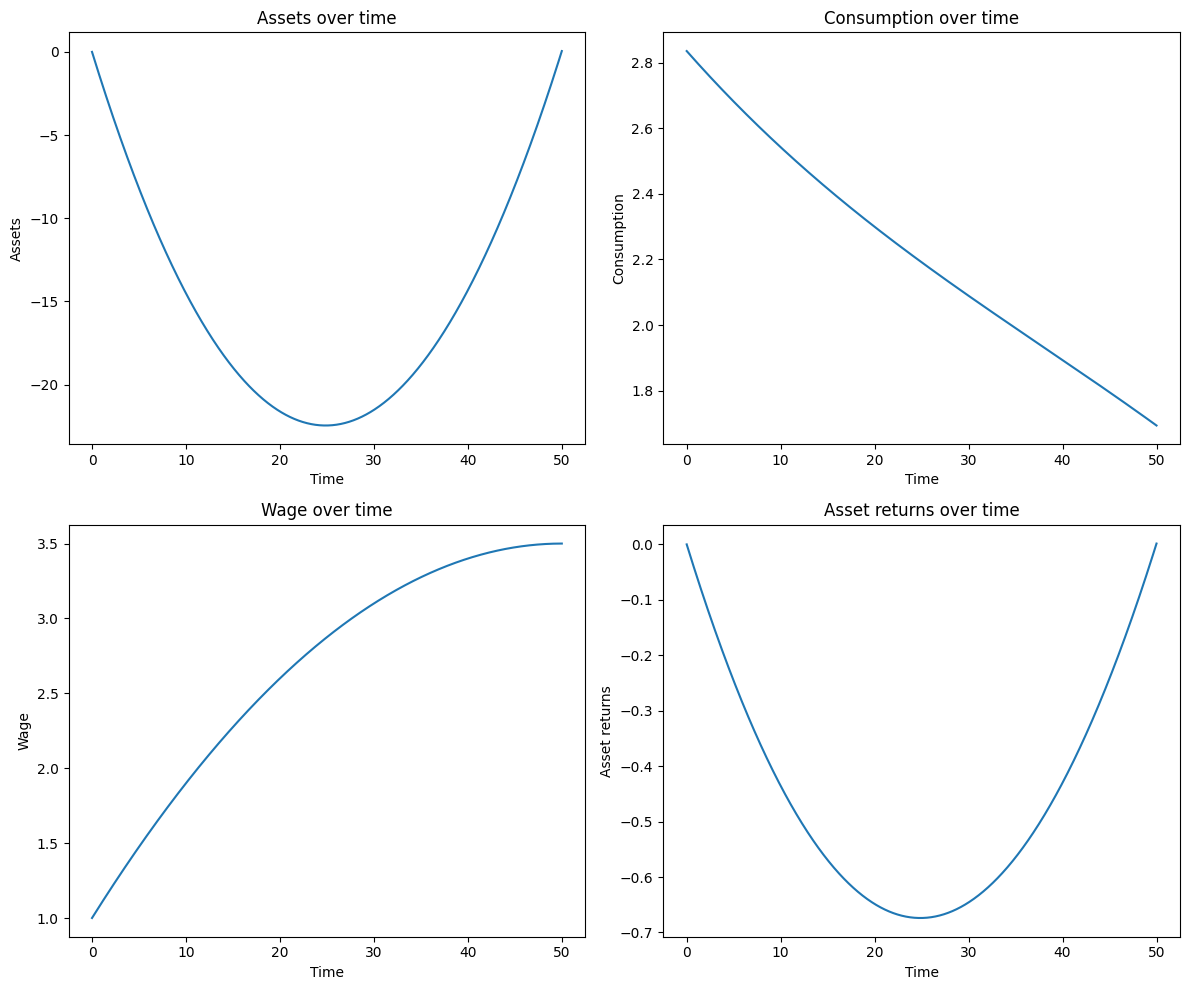 Assets over time
Assets
0
−5
−10
−15
−20
0 10 20 30 40 50
Time
Consumption over time
Consumption
2.8
2.6
2.4
2.2
2.0
1.8
0 10 20 30 40 50
Time
Wage over time
Wage
3.5
3.0
2.5
2.0
1.5
1.0
0 10 20 30 40 50
Time
Asset returns over time
Asset returns
0.0
−0.1
−0.2
−0.3
−0.4
−0.5
−0.6
−0.7
0 10 20 30 40 50
Time